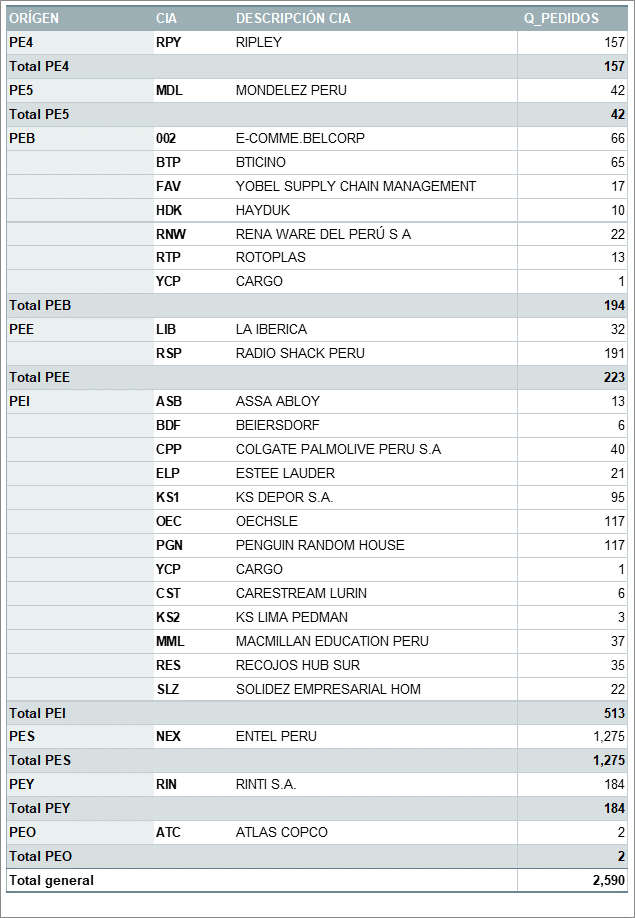 ORÍGEN CIA DESCRIPCIÓN CIA Q_PEDIDOS
PE4 RPY RIPLEY 157
Total PE4 157
PE5 MDL MONDELEZ PERU 42
Total PE5 42
PEB 002 E-COMME.BELCORP 66
BTP BTICINO 65
FAV YOBEL SUPPLY CHAIN MANAGEMENT 17
HDK HAYDUK 10
RNW RENA WARE DEL PERÚ S A 22
RTP ROTOPLAS 13
YCP CARGO 1
Total PEB 194
PEE LIB LA IBERICA 32
RSP RADIO SHACK PERU 191
Total PEE 223
PEI ASB ASSA ABLOY 13
BDF BEIERSDORF 6
CPP COLGATE PALMOLIVE PERU S.A 40
ELP ESTEE LAUDER 21
KS1 KS DEPOR S.A. 95
OEC OECHSLE 117
PGN PENGUIN RANDOM HOUSE 117
YCP CARGO 1
CST CARESTREAM LURIN 6
KS2 KS LIMA PEDMAN 3
MML MACMILLAN EDUCATION PERU 37
RES RECOJOS HUB SUR 35
SLZ SOLIDEZ EMPRESARIAL HOM 22
Total PEI 513
PES NEX ENTEL PERU 1,275
Total PES 1,275
PEY RIN RINTI S.A. 184
Total PEY 184
PEO ATC ATLAS COPCO 2
Total PEO 2
Total general 2,590